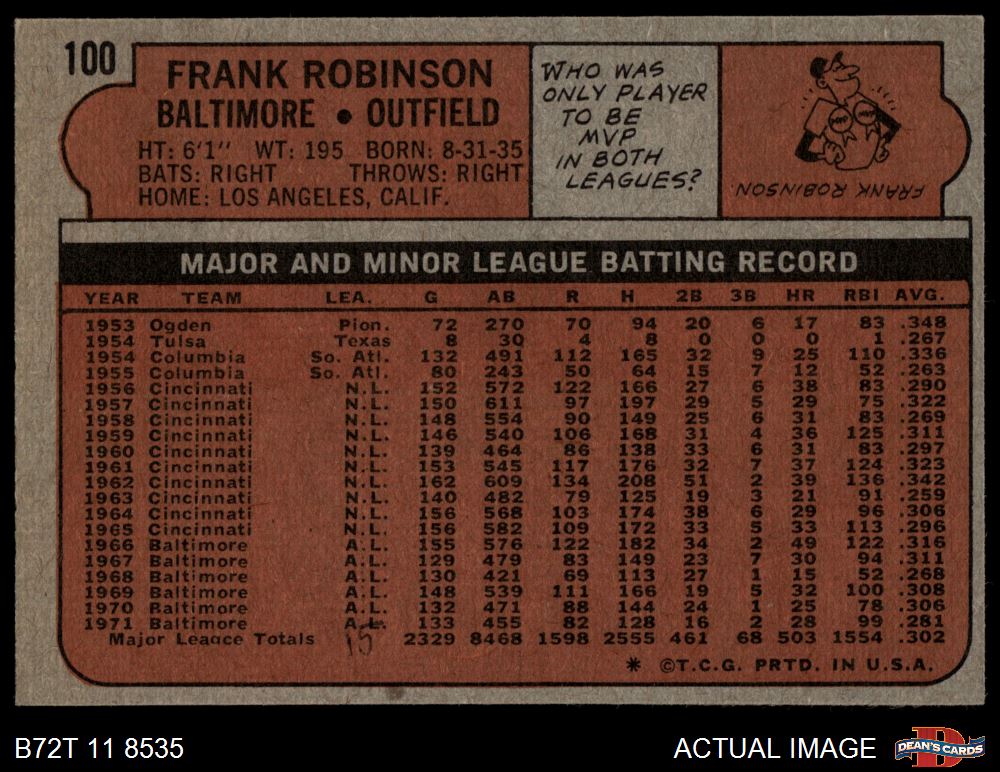 100
FRANK ROBINSON
BALTIMORE • OUTFIELD
HT: 6'1" WT: 195 BORN: 8-31-35
BATS: RIGHT THROWS: RIGHT
HOME: LOS ANGELES, CALIF.
WHO WAS
ONLY PLAYER
TO BE
MVP
IN BOTH
LEAGUES?
FRANK ROBINSON
MAJOR AND MINOR LEAGUE BATTING RECORD
YEAR TEAM LEA. G AB R H 2B 3B HR RBI AVG.
1953 Ogden Pion. 72 270 70 94 20 6 17 83 .348
1954 Tulsa Texas 8 30 4 8 0 0 0 1 .267
1954 Columbia So. Atl. 132 491 112 165 32 9 25 110 .336
1955 Columbia So. Atl. 80 243 50 64 15 7 12 52 .263
1956 Cincinnati N.L. 152 572 122 166 27 6 38 83 .290
1957 Cincinnati N.L. 150 611 97 197 29 5 29 75 .322
1958 Cincinnati N.L. 148 554 90 149 25 6 31 83 .269
1959 Cincinnati N.L. 146 540 106 168 31 4 36 125 .311
1960 Cincinnati N.L. 139 464 86 138 33 6 31 83 .297
1961 Cincinnati N.L. 153 545 117 176 32 7 37 124 .323
1962 Cincinnati N.L. 162 609 134 208 51 2 39 136 .342
1963 Cincinnati N.L. 140 482 79 125 19 3 21 91 .259
1964 Cincinnati N.L. 156 568 103 174 38 6 29 96 .306
1965 Cincinnati N.L. 156 582 109 172 33 5 33 113 .296
1966 Baltimore A.L. 155 576 122 182 34 2 49 122 .316
1967 Baltimore A.L. 129 479 83 149 23 7 30 94 .311
1968 Baltimore A.L. 130 421 69 113 27 1 15 52 .268
1969 Baltimore A.L. 148 539 111 166 19 5 32 100 .308
1970 Baltimore A.L. 132 471 88 144 24 1 25 78 .306
1971 Baltimore A.L. 133 455 82 128 16 2 28 99 .281
Major League Totals 2329 8468 1598 2555 461 68 503 1554 .302
15
* ©T.C.G. PRTD. IN U.S.A.
B72T 11 8535
ACTUAL IMAGE
DEAN'S CARDS